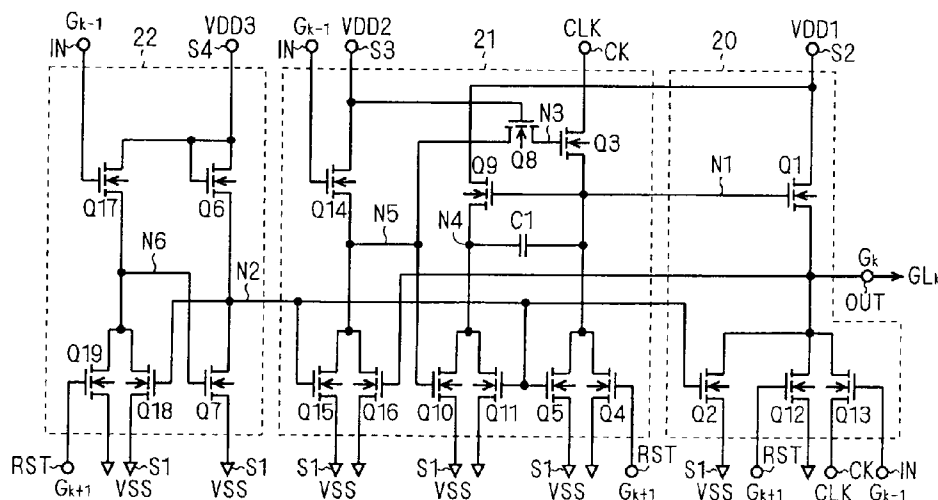 Gk-1 22 VDD3 Gk-1 VDD2 21 CLK 20 VDD1
IN S4 IN S3 CK S2
N3
Q8 Q3
Q17 Q6 Q14 Q9 N1 Q1
N5 N4 C1
N6 N2 Gk GLk
OUT
Q19
Q18 Q7 Q15 Q16 Q10 Q11 Q5 Q4 Q2 Q12 Q13
RST S1 S1 S1 S1 S1 RST S1 RST CK IN
Gk+1 VSS VSS VSS VSS VSS Gk+1 VSS Gk+1 CLK Gk-1